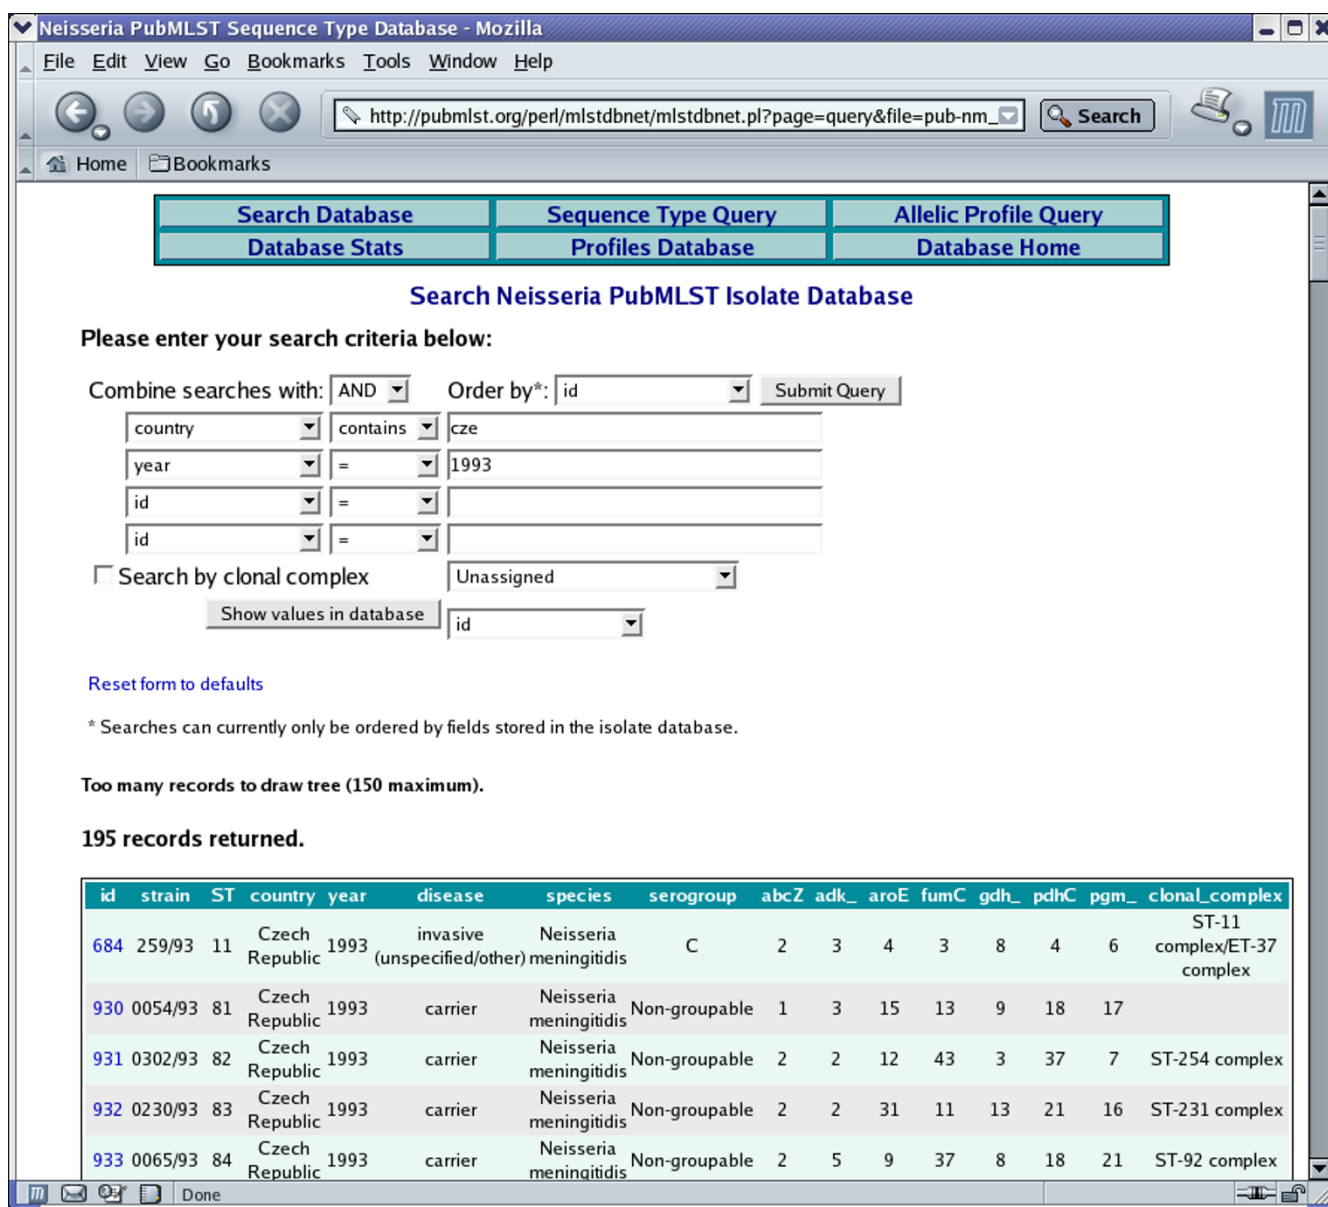 Neisseria PubMLST Sequence Type Database - Mozilla
File Edit View Go Bookmarks Tools Window Help
http://pubmlst.org/perl/mlstdbnet/mlstdbnet.pl?page=query&file=pub-nm_ Search
Home Bookmarks
Search Database Sequence Type Query Allelic Profile Query
Database Stats Profiles Database Database Home
Search Neisseria PubMLST Isolate Database
Please enter your search criteria below:
Combine searches with: AND Order by*: id Submit Query
country contains cze
year = 1993
id =
id =
Search by clonal complex Unassigned
Show values in database id
Reset form to defaults
* Searches can currently only be ordered by fields stored in the isolate database.
Too many records to draw tree (150 maximum).
195 records returned.
id strain ST country year disease species serogroup abcZ adk_ aroE fumC gdh_ pdhC pgm_ clonal_complex
684 259/93 11 Czech Republic 1993 invasive (unspecified/other) Neisseria meningitidis C 2 3 4 3 8 4 6 ST-11 complex/ET-37 complex
930 0054/93 81 Czech Republic 1993 carrier Neisseria meningitidis Non-groupable 1 3 15 13 9 18 17
931 0302/93 82 Czech Republic 1993 carrier Neisseria meningitidis Non-groupable 2 2 12 43 3 37 7 ST-254 complex
932 0230/93 83 Czech Republic 1993 carrier Neisseria meningitidis Non-groupable 2 2 31 11 13 21 16 ST-231 complex
933 0065/93 84 Czech Republic 1993 carrier Neisseria meningitidis Non-groupable 2 5 9 37 8 18 21 ST-92 complex
Done